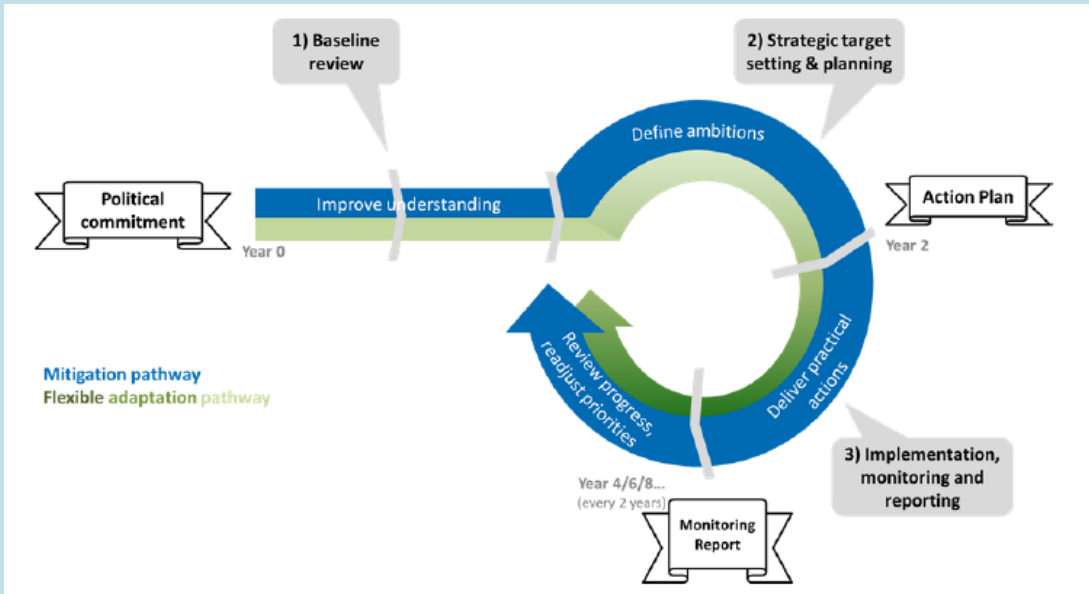 1) Baseline
review
2) Strategic target
setting & planning
Define ambitions
Political
commitment
Improve understanding
Action Plan
Year 0
Year 2
Mitigation pathway
Flexible adaptation pathway
Review progress,
readjust priorities
Deliver practical
actions
3) Implementation,
monitoring and
reporting
Year 4/6/8...
(every 2 years)
Monitoring
Report